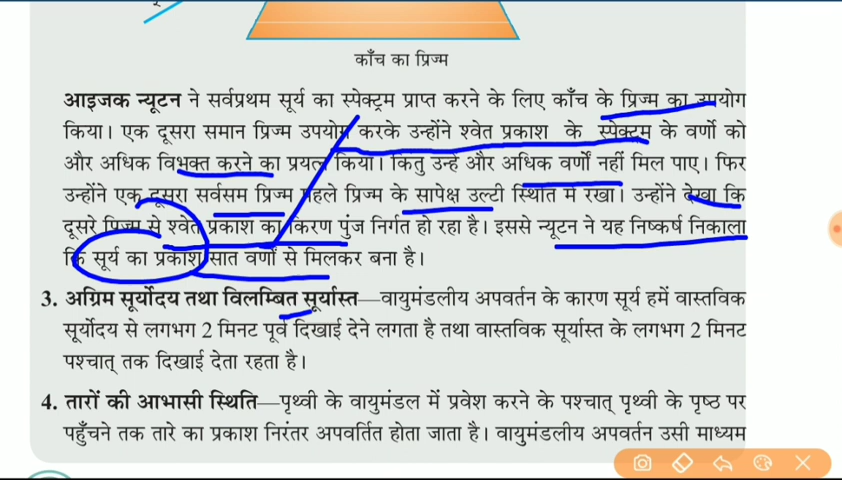 काँच का प्रिज्म
आइजक न्यूटन ने सर्वप्रथम सूर्य का स्पेक्ट्रम प्राप्त करने के लिए काँच के प्रिज्म का उपयोग
किया। एक दूसरा समान प्रिज्म उपयोग करके उन्होंने श्वेत प्रकाश के स्पेक्ट्रम के वर्णों को
और अधिक विभक्त करने का प्रयत्न किया। किंतु उन्हें और अधिक वर्णों नहीं मिल पाए। फिर
उन्होंने एक दूसरा सर्वसम प्रिज्म पहले प्रिज्म के सापेक्ष उल्टी स्थिति में रखा। उन्होंने देखा कि
दूसरे प्रिज्म से श्वेत प्रकाश का किरण पुंज निर्गत हो रहा है। इससे न्यूटन ने यह निष्कर्ष निकाला
कि सूर्य का प्रकाश सात वर्णों से मिलकर बना है।
3. अग्रिम सूर्योदय तथा विलम्बित सूर्यास्त—वायुमंडलीय अपवर्तन के कारण सूर्य हमें वास्तविक
सूर्योदय से लगभग 2 मिनट पूर्व दिखाई देने लगता है तथा वास्तविक सूर्यास्त के लगभग 2 मिनट
पश्चात् तक दिखाई देता रहता है।
4. तारों की आभासी स्थिति—पृथ्वी के वायुमंडल में प्रवेश करने के पश्चात् पृथ्वी के पृष्ठ पर
पहुँचने तक तारे का प्रकाश निरंतर अपवर्तित होता जाता है। वायुमंडलीय अपवर्तन उसी माध्यम